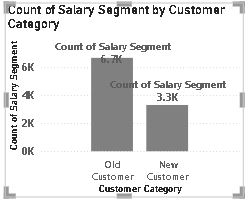 Count of Salary Segment by Customer
Category
Count of Salary Segment
6.7K
Count of Salary Segment
3.3K
Count of Salary Segment
6K
4K
2K
0K
Old
Customer
New
Customer
Customer Category